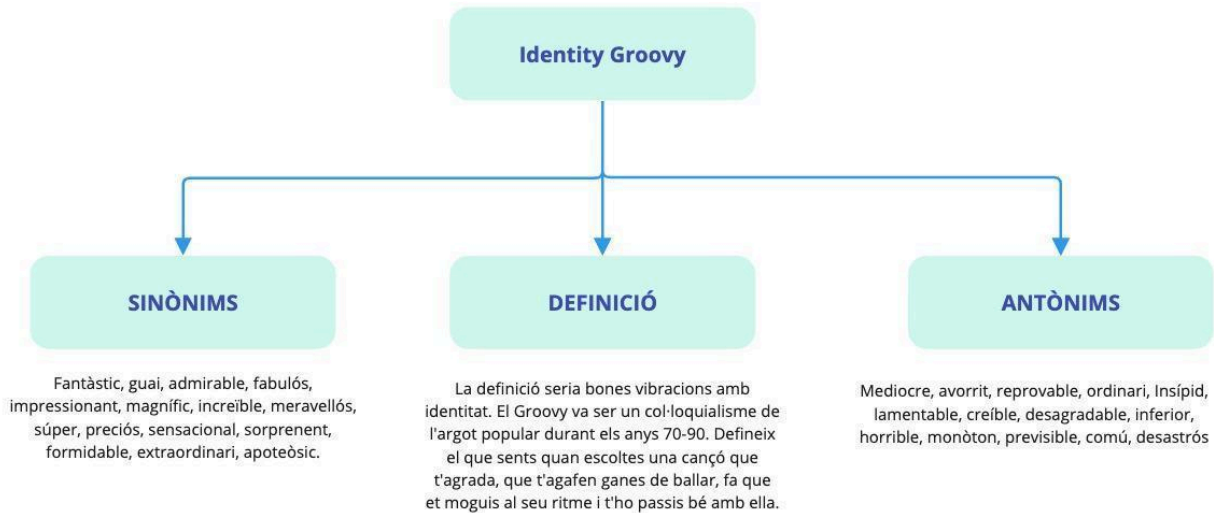 Identity Groovy
SINÒNIMS
Fantàstic, guai, admirable, fabulós,
impressionant, magnífic, increïble, meravellós,
súper, preciós, sensacional, sorprenent,
formidable, extraordinari, apoteòsic.
DEFINICIÓ
La definició seria bones vibracions amb
identitat. El Groovy va ser un col·loquialisme de
l'argot popular durant els anys 70-90. Defineix
el que sents quan escoltes una cançó que
t'agrada, que t'agafen ganes de ballar, fa que
et moguis al seu ritme i t'ho passis bé amb ella.
ANTÒNIMS
Mediocre, avorrit, reprovable, ordinari, Insípid,
lamentable, creíble, desagradable, inferior,
horrible, monòton, previsible, comú, desastrós